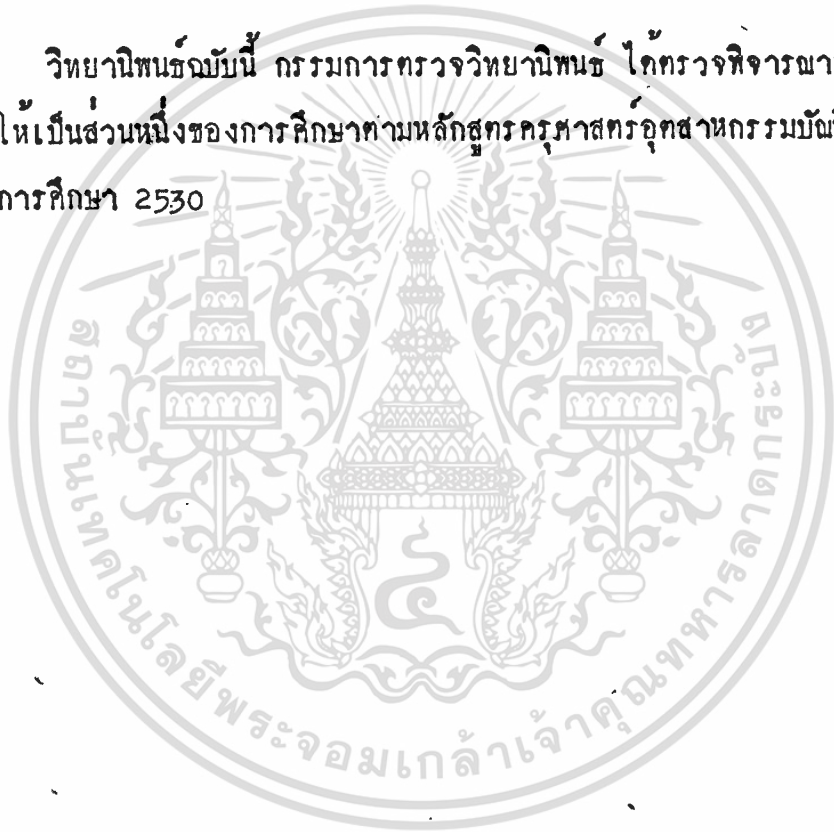 วิทยานิพนธ์ฉบับนี้ กรรมการตรวจวิทยานิพนธ์ ได้ตรวจพิจารณา
ให้เป็นส่วนหนึ่งของการศึกษาตามหลักสูตรครุศาสตร์อุตสาหกรรมบัณ
การศึกษา 2530
สถาบันเทคโนโลยีพระจอมเกล้าเจ้าคุณทหารลาดกระบัง